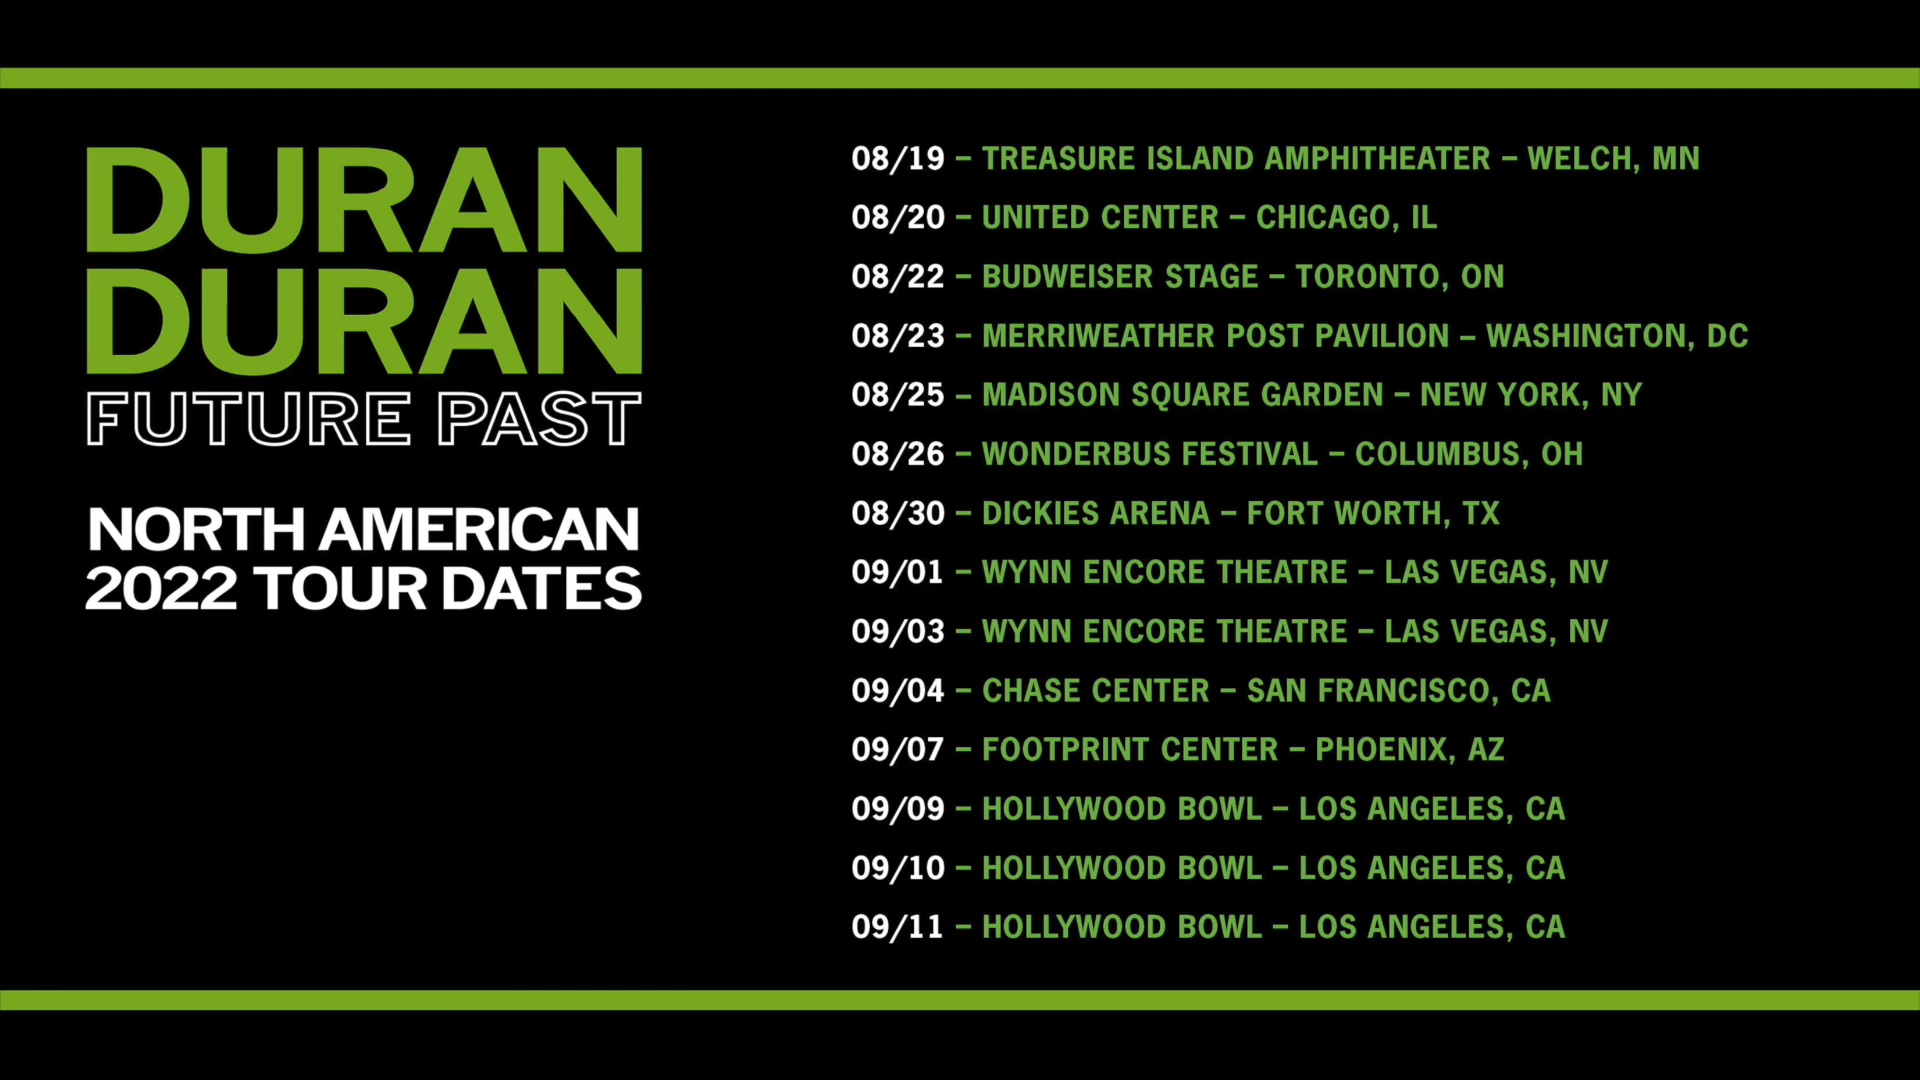 DURAN
DURAN
FUTURE PAST
NORTH AMERICAN
2022 TOUR DATES
08/19 – TREASURE ISLAND AMPHITHEATER – WELCH, MN
08/20 – UNITED CENTER – CHICAGO, IL
08/22 – BUDWEISER STAGE – TORONTO, ON
08/23 – MERRIWEATHER POST PAVILION – WASHINGTON, DC
08/25 – MADISON SQUARE GARDEN – NEW YORK, NY
08/26 – WONDERBUS FESTIVAL – COLUMBUS, OH
08/30 – DICKIES ARENA – FORT WORTH, TX
09/01 – WYNN ENCORE THEATRE – LAS VEGAS, NV
09/03 – WYNN ENCORE THEATRE – LAS VEGAS, NV
09/04 – CHASE CENTER – SAN FRANCISCO, CA
09/07 – FOOTPRINT CENTER – PHOENIX, AZ
09/09 – HOLLYWOOD BOWL – LOS ANGELES, CA
09/10 – HOLLYWOOD BOWL – LOS ANGELES, CA
09/11 – HOLLYWOOD BOWL – LOS ANGELES, CA